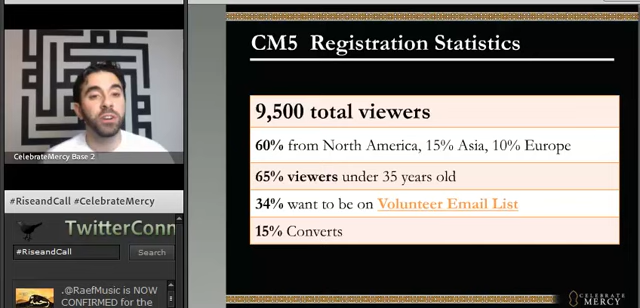 CM5 Registration Statistics
9,500 total viewers
60% from North America, 15% Asia, 10% Europe
65% viewers under 35 years old
34% want to be on Volunteer Email List
15% Converts
CELEBRATE
MERCY
CelebrateMercy Base 2
#RiseandCall #CelebrateMercy
TwitterConn
#RiseandCall
Search
.@RaefMusic is NOW
CONFIRMED for the